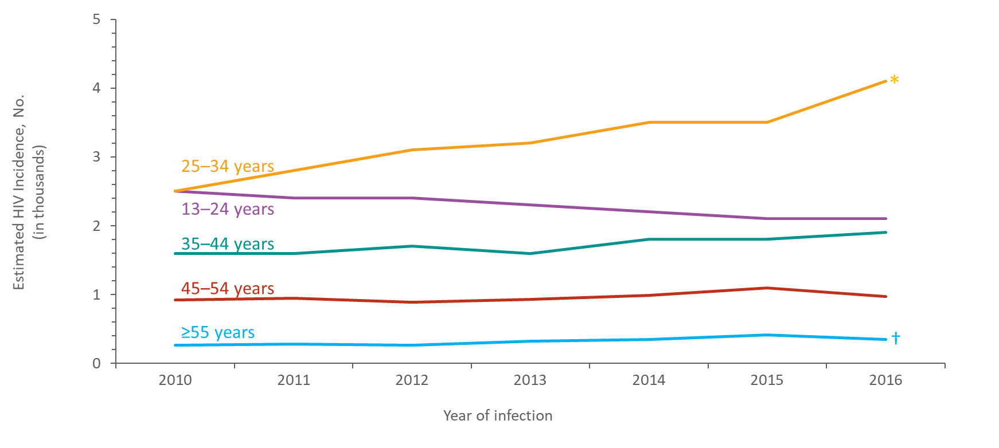 Estimated HIV Incidence, No.
(in thousands)
5
4
3
2
1
0
25–34 years
*
13–24 years
35–44 years
45–54 years
≥55 years
†
2010 2011 2012 2013 2014 2015 2016
Year of infection